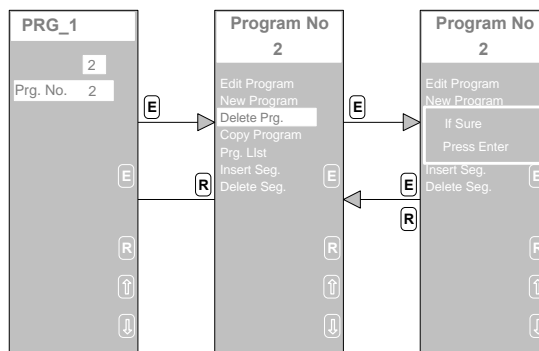 PRG_1
2
Prg. No. 2
E
R
E
R
Program No
2
Edit Program
New Program
Delete Prg.
Copy Program
Prg. LIst
Insert Seg.
Delete Seg.
E
R
E
E
R
Program No
2
Edit Program
New Program
If Sure
Press Enter
Insert Seg.
Delete Seg.
E
R